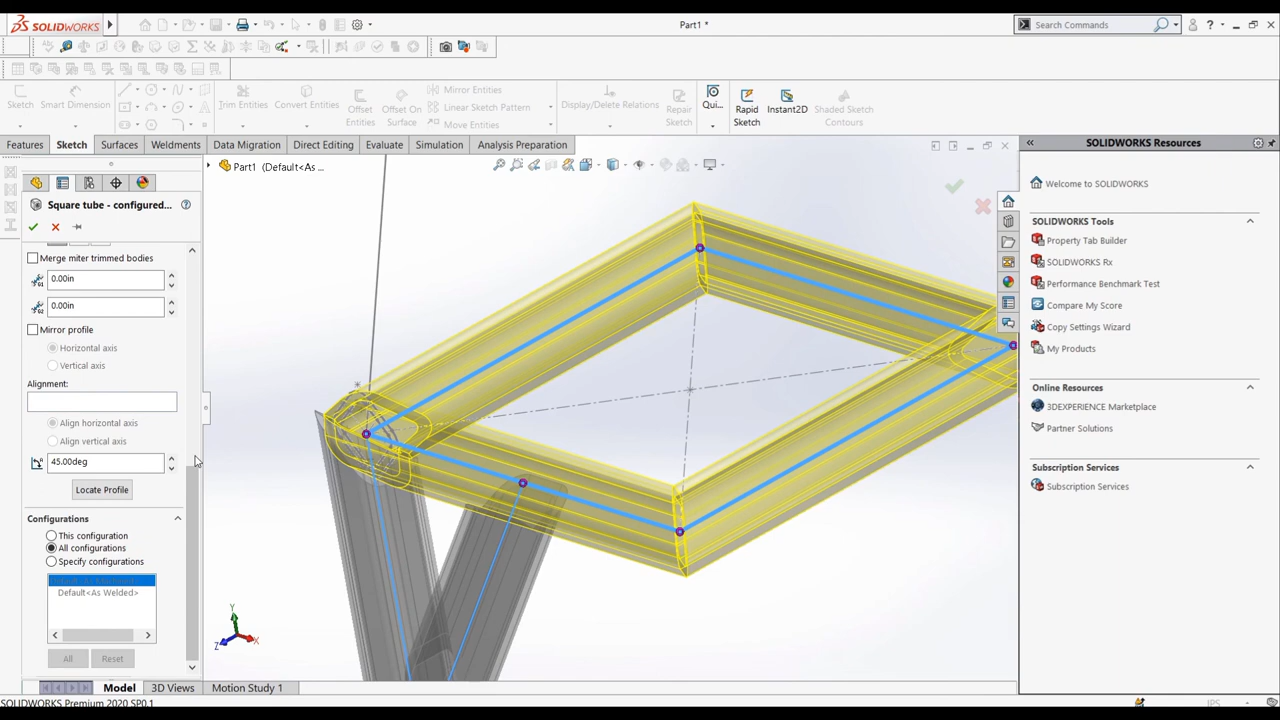 SOLIDWORKS
Part1 *
Search Commands
Sketch
Smart Dimension
Trim Entities
Convert Entities
Offset Entities
Offset On Surface
Mirror Entities
Linear Sketch Pattern
Move Entities
Display/Delete Relations
Repair Sketch
Qui...
Rapid Sketch
Instant2D
Shaded Sketch Contours
Features
Sketch
Surfaces
Weldments
Data Migration
Direct Editing
Evaluate
Simulation
Analysis Preparation
SOLIDWORKS Resources
Part1 (Default<As ...
Square tube - configured...
Merge miter trimmed bodies
0.00in
0.00in
Mirror profile
Horizontal axis
Vertical axis
Alignment:
Align horizontal axis
Align vertical axis
45.00deg
Locate Profile
Configurations
This configuration
All configurations
Specify configurations
Default<As Machined>
Default<As Welded>
All
Reset
Y
X
Z
Welcome to SOLIDWORKS
SOLIDWORKS Tools
Property Tab Builder
SOLIDWORKS Rx
Performance Benchmark Test
Compare My Score
Copy Settings Wizard
My Products
Online Resources
3DEXPERIENCE Marketplace
Partner Solutions
Subscription Services
Subscription Services
Model
3D Views
Motion Study 1
SOLIDWORKS Premium 2020 SP0.1
IPS